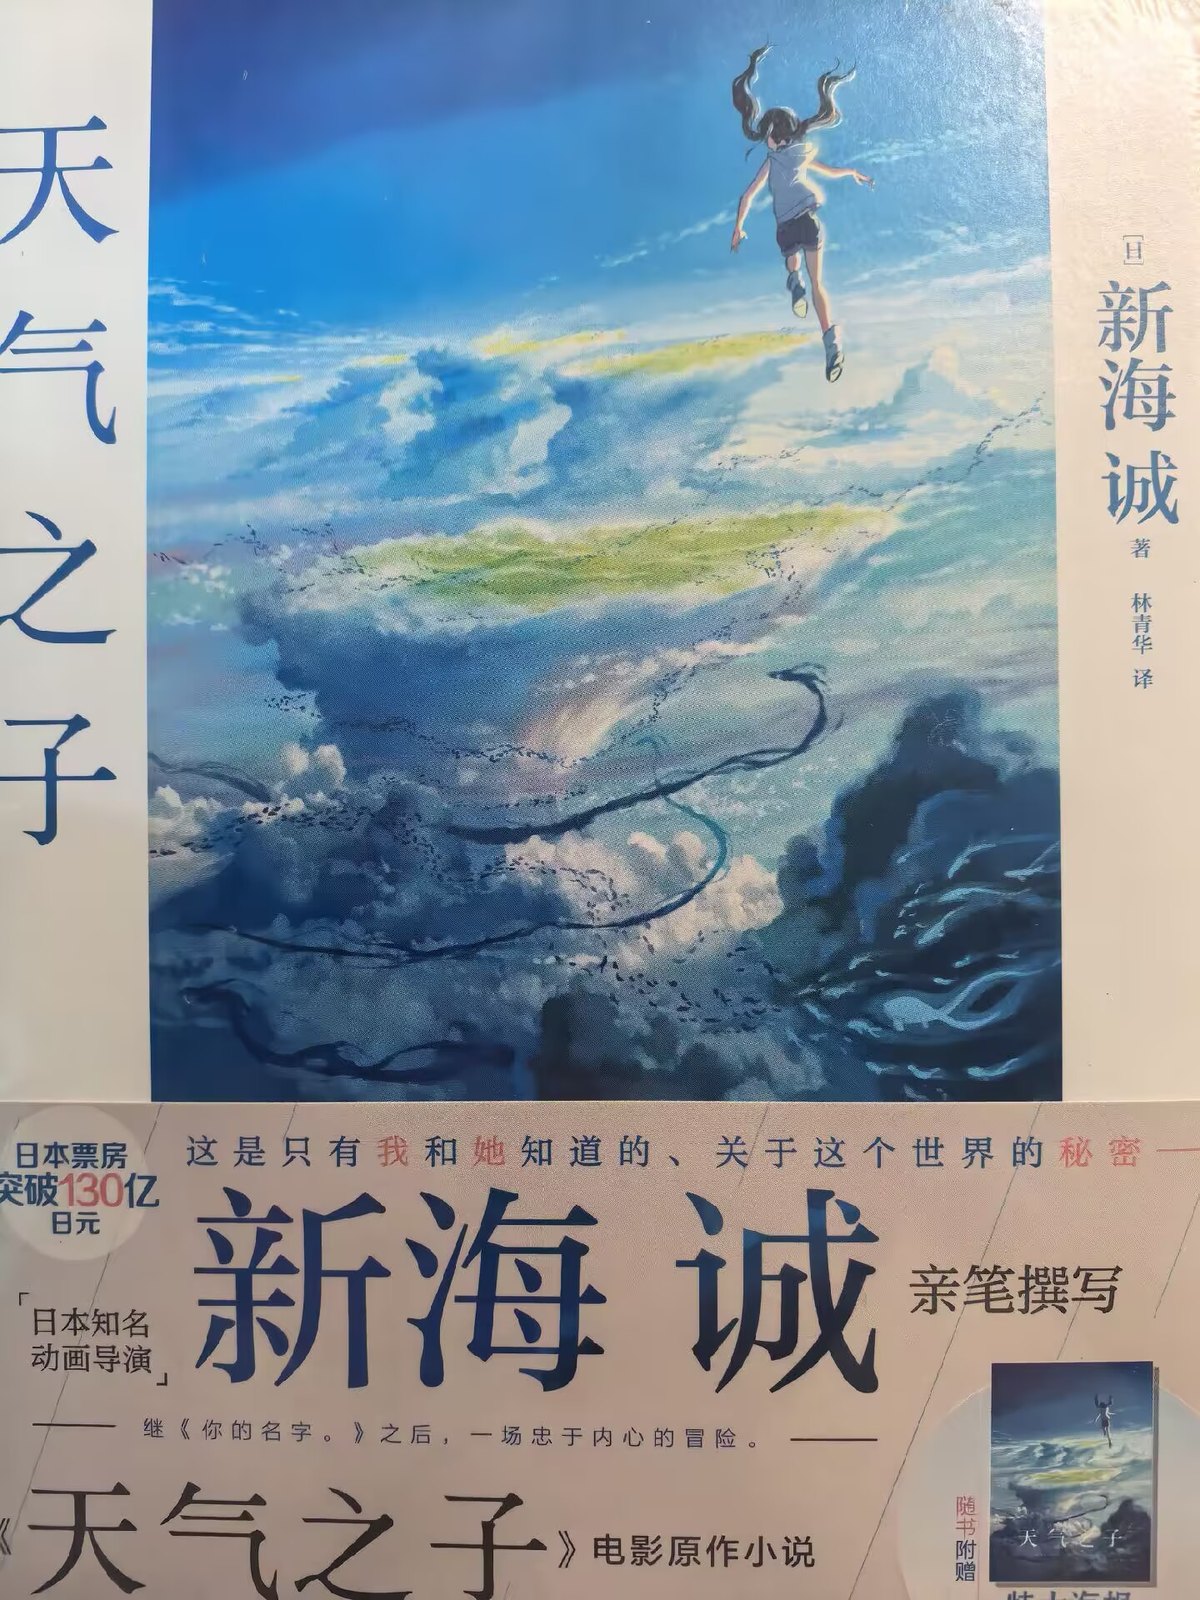 天气之子
[日]
新海诚
著
林青华 译
日本票房
突破130亿
日元
这是只有我和她知道的、关于这个世界的秘密
「日本知名
动画导演」
新海诚
亲笔撰写
继《你的名字。》之后，一场忠于内心的冒险。
《天气之子》电影原作小说
随书附赠
天气之子
特大海报